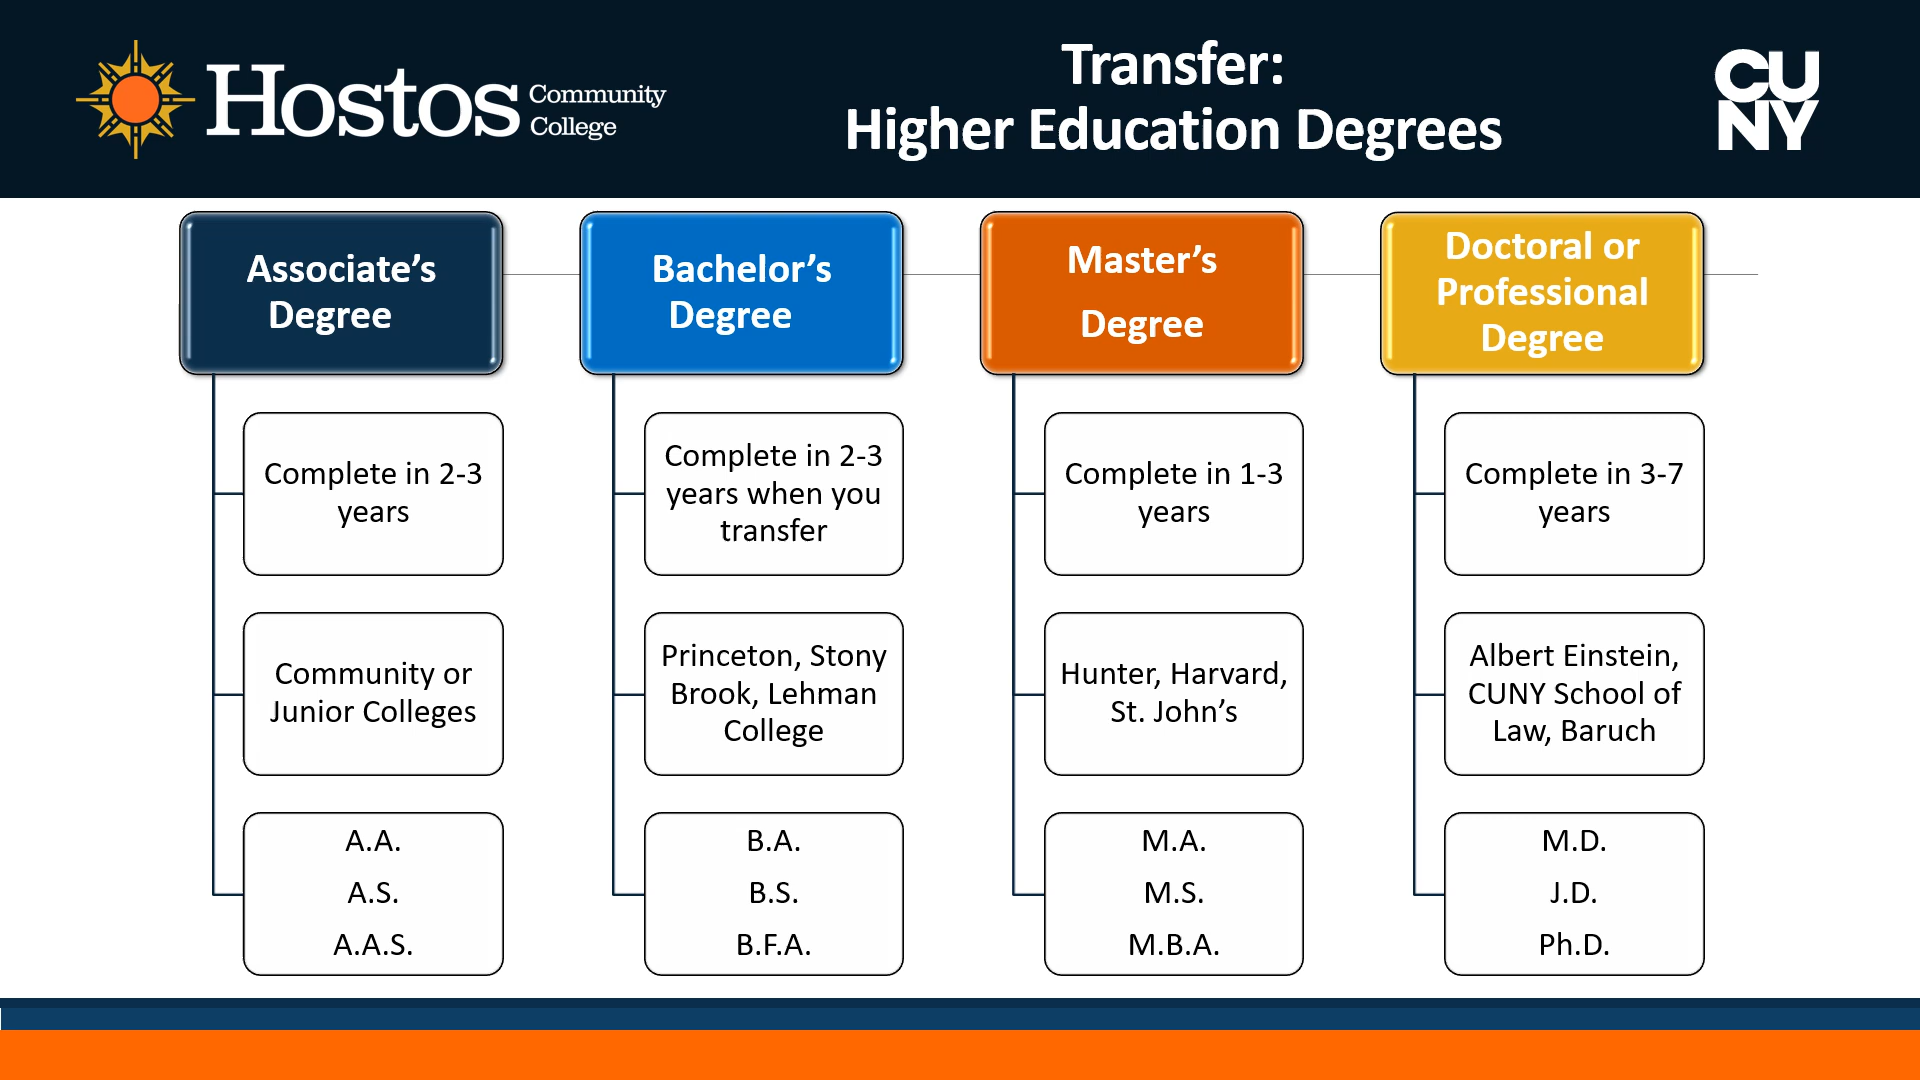 Hostos Community
College
Transfer:
Higher Education Degrees
CU
NY
Associate’s
Degree
Complete in 2-3
years
Community or
Junior Colleges
A.A.
A.S.
A.A.S.
Bachelor’s
Degree
Complete in 2-3
years when you
transfer
Princeton, Stony
Brook, Lehman
College
B.A.
B.S.
B.F.A.
Master’s
Degree
Complete in 1-3
years
Hunter, Harvard,
St. John’s
M.A.
M.S.
M.B.A.
Doctoral or
Professional
Degree
Complete in 3-7
years
Albert Einstein,
CUNY School of
Law, Baruch
M.D.
J.D.
Ph.D.